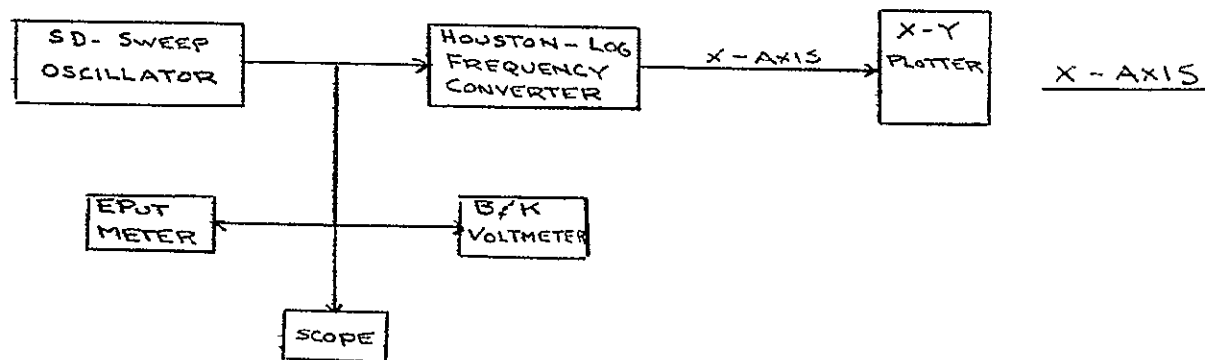 SD- SWEEP
OSCILLATOR
HOUSTON - LOG
FREQUENCY
CONVERTER
X - AXIS
X-Y
PLOTTER
X - AXIS
EPUT
METER
B&K
VOLTMETER
SCOPE